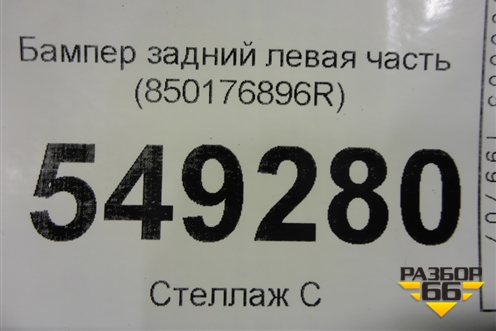 Бампер задний левая часть
(850176896R)
549280
Стеллаж С
РАЗБОР
66